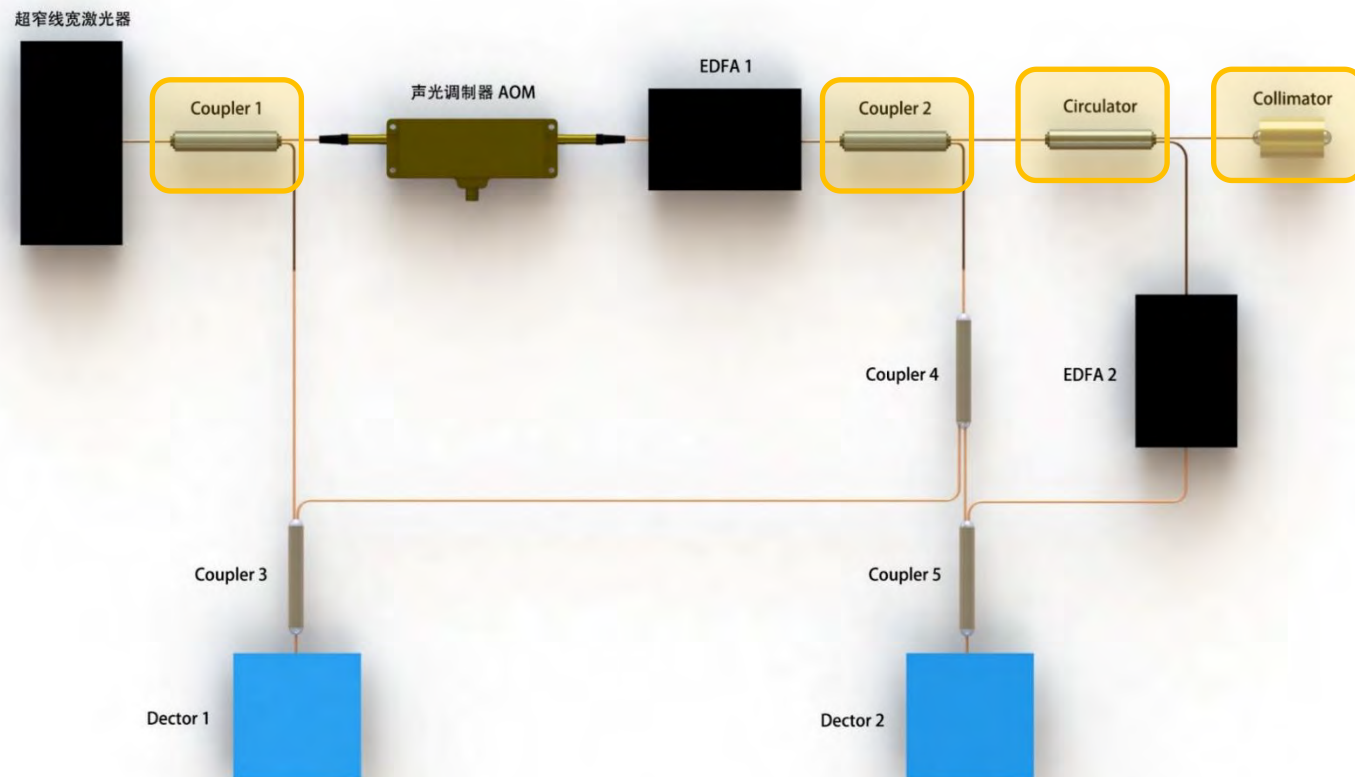 超窄线宽激光器
Coupler 1
声光调制器 AOM
EDFA 1
Coupler 2
Circulator
Collimator
Coupler 4
EDFA 2
Coupler 3
Coupler 5
Dector 1
Dector 2